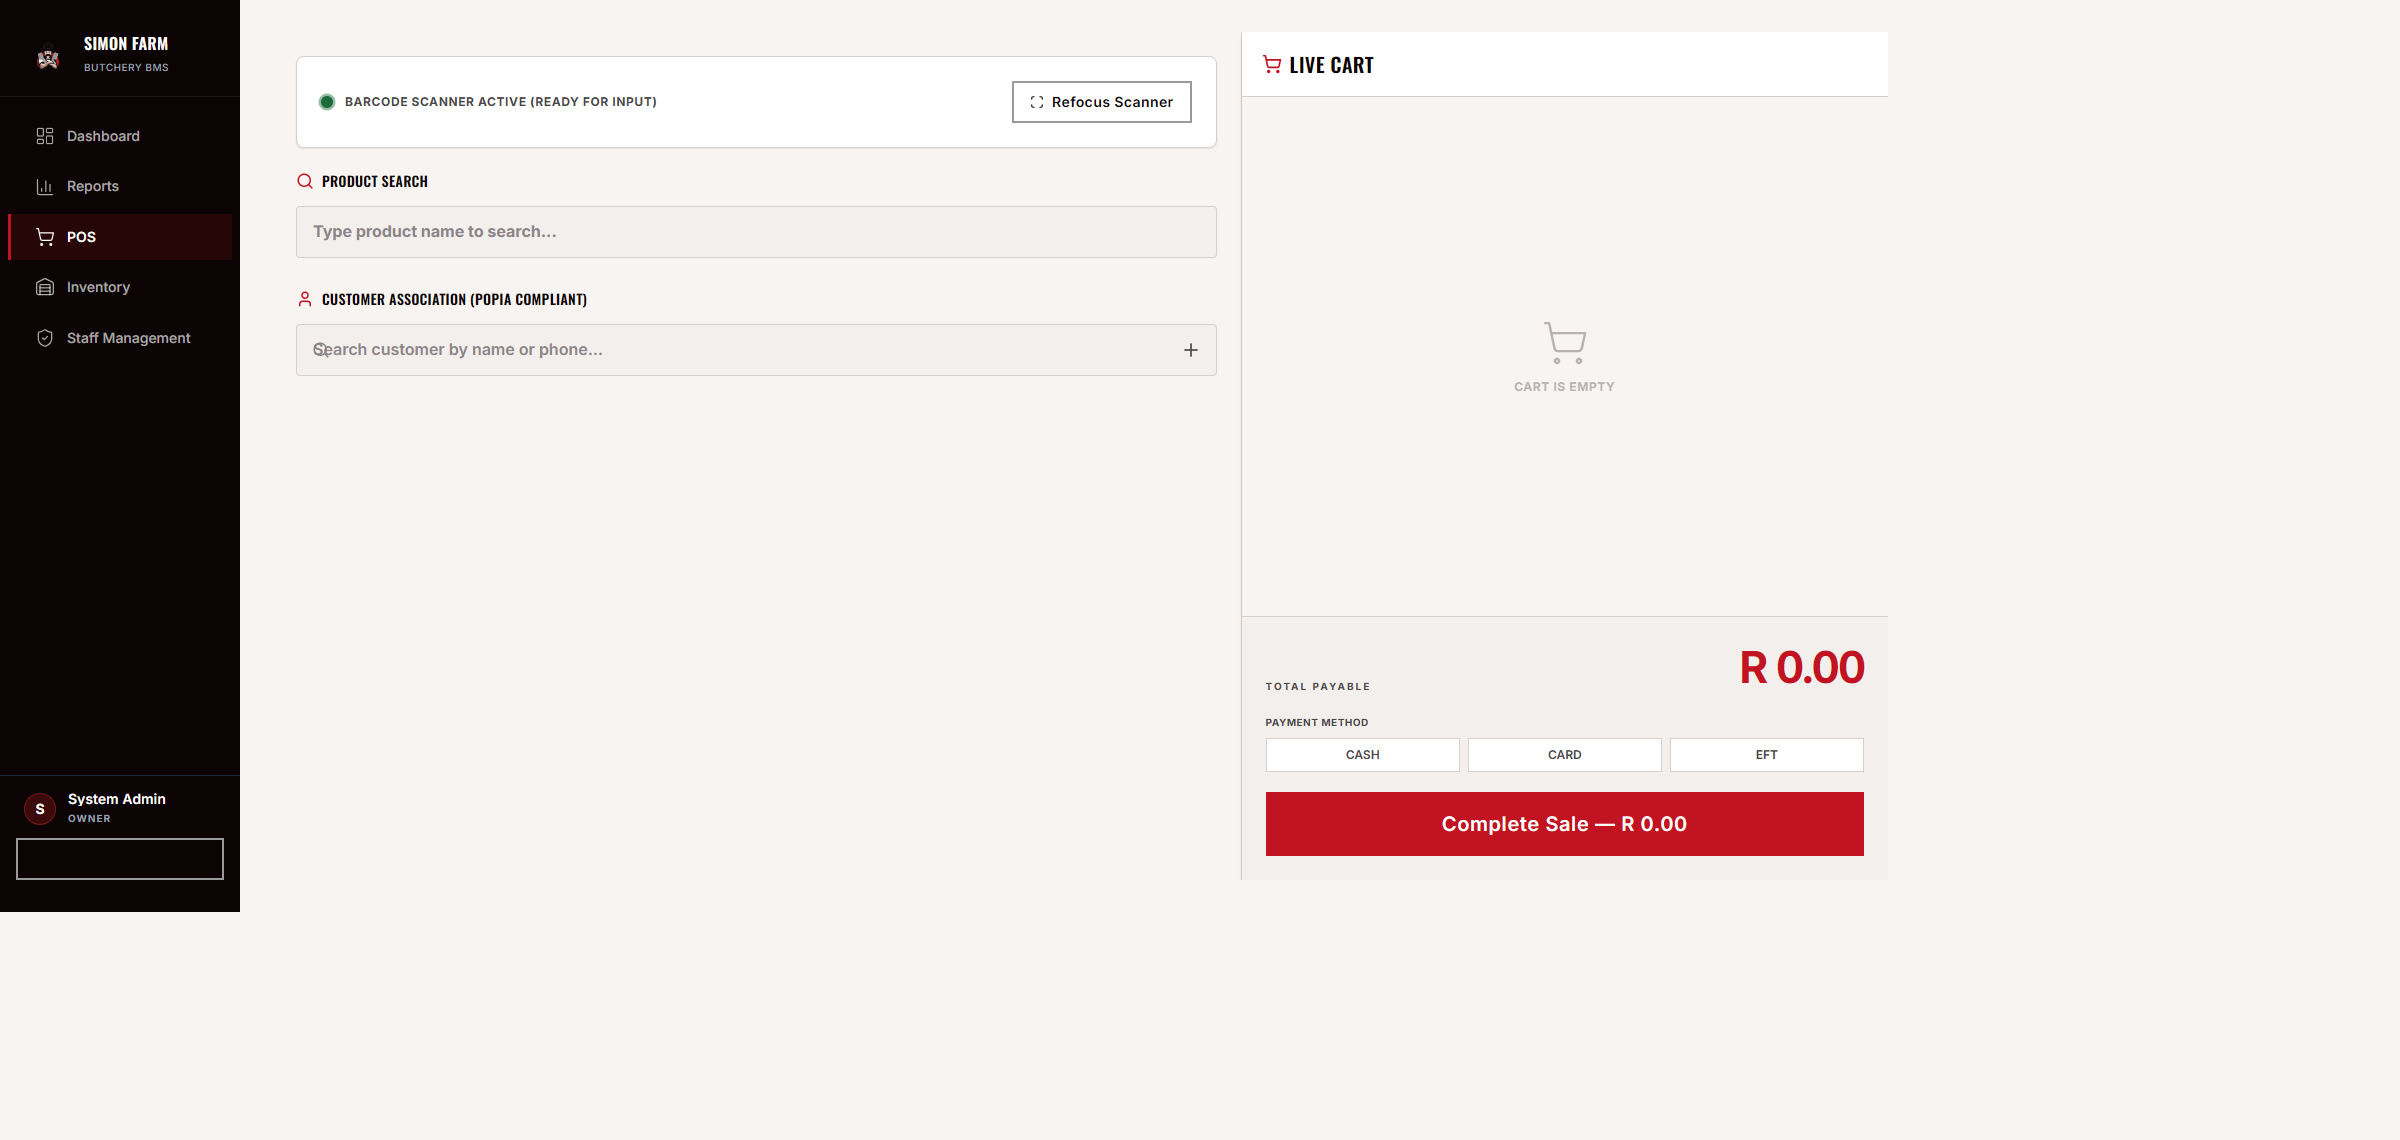 SIMON FARM
BUTCHERY BMS
Dashboard
Reports
POS
Inventory
Staff Management
S
System Admin
OWNER
BARCODE SCANNER ACTIVE (READY FOR INPUT)
Refocus Scanner
PRODUCT SEARCH
Type product name to search...
CUSTOMER ASSOCIATION (POPIA COMPLIANT)
Search customer by name or phone...
LIVE CART
CART IS EMPTY
TOTAL PAYABLE
R 0.00
PAYMENT METHOD
CASH
CARD
EFT
Complete Sale — R 0.00